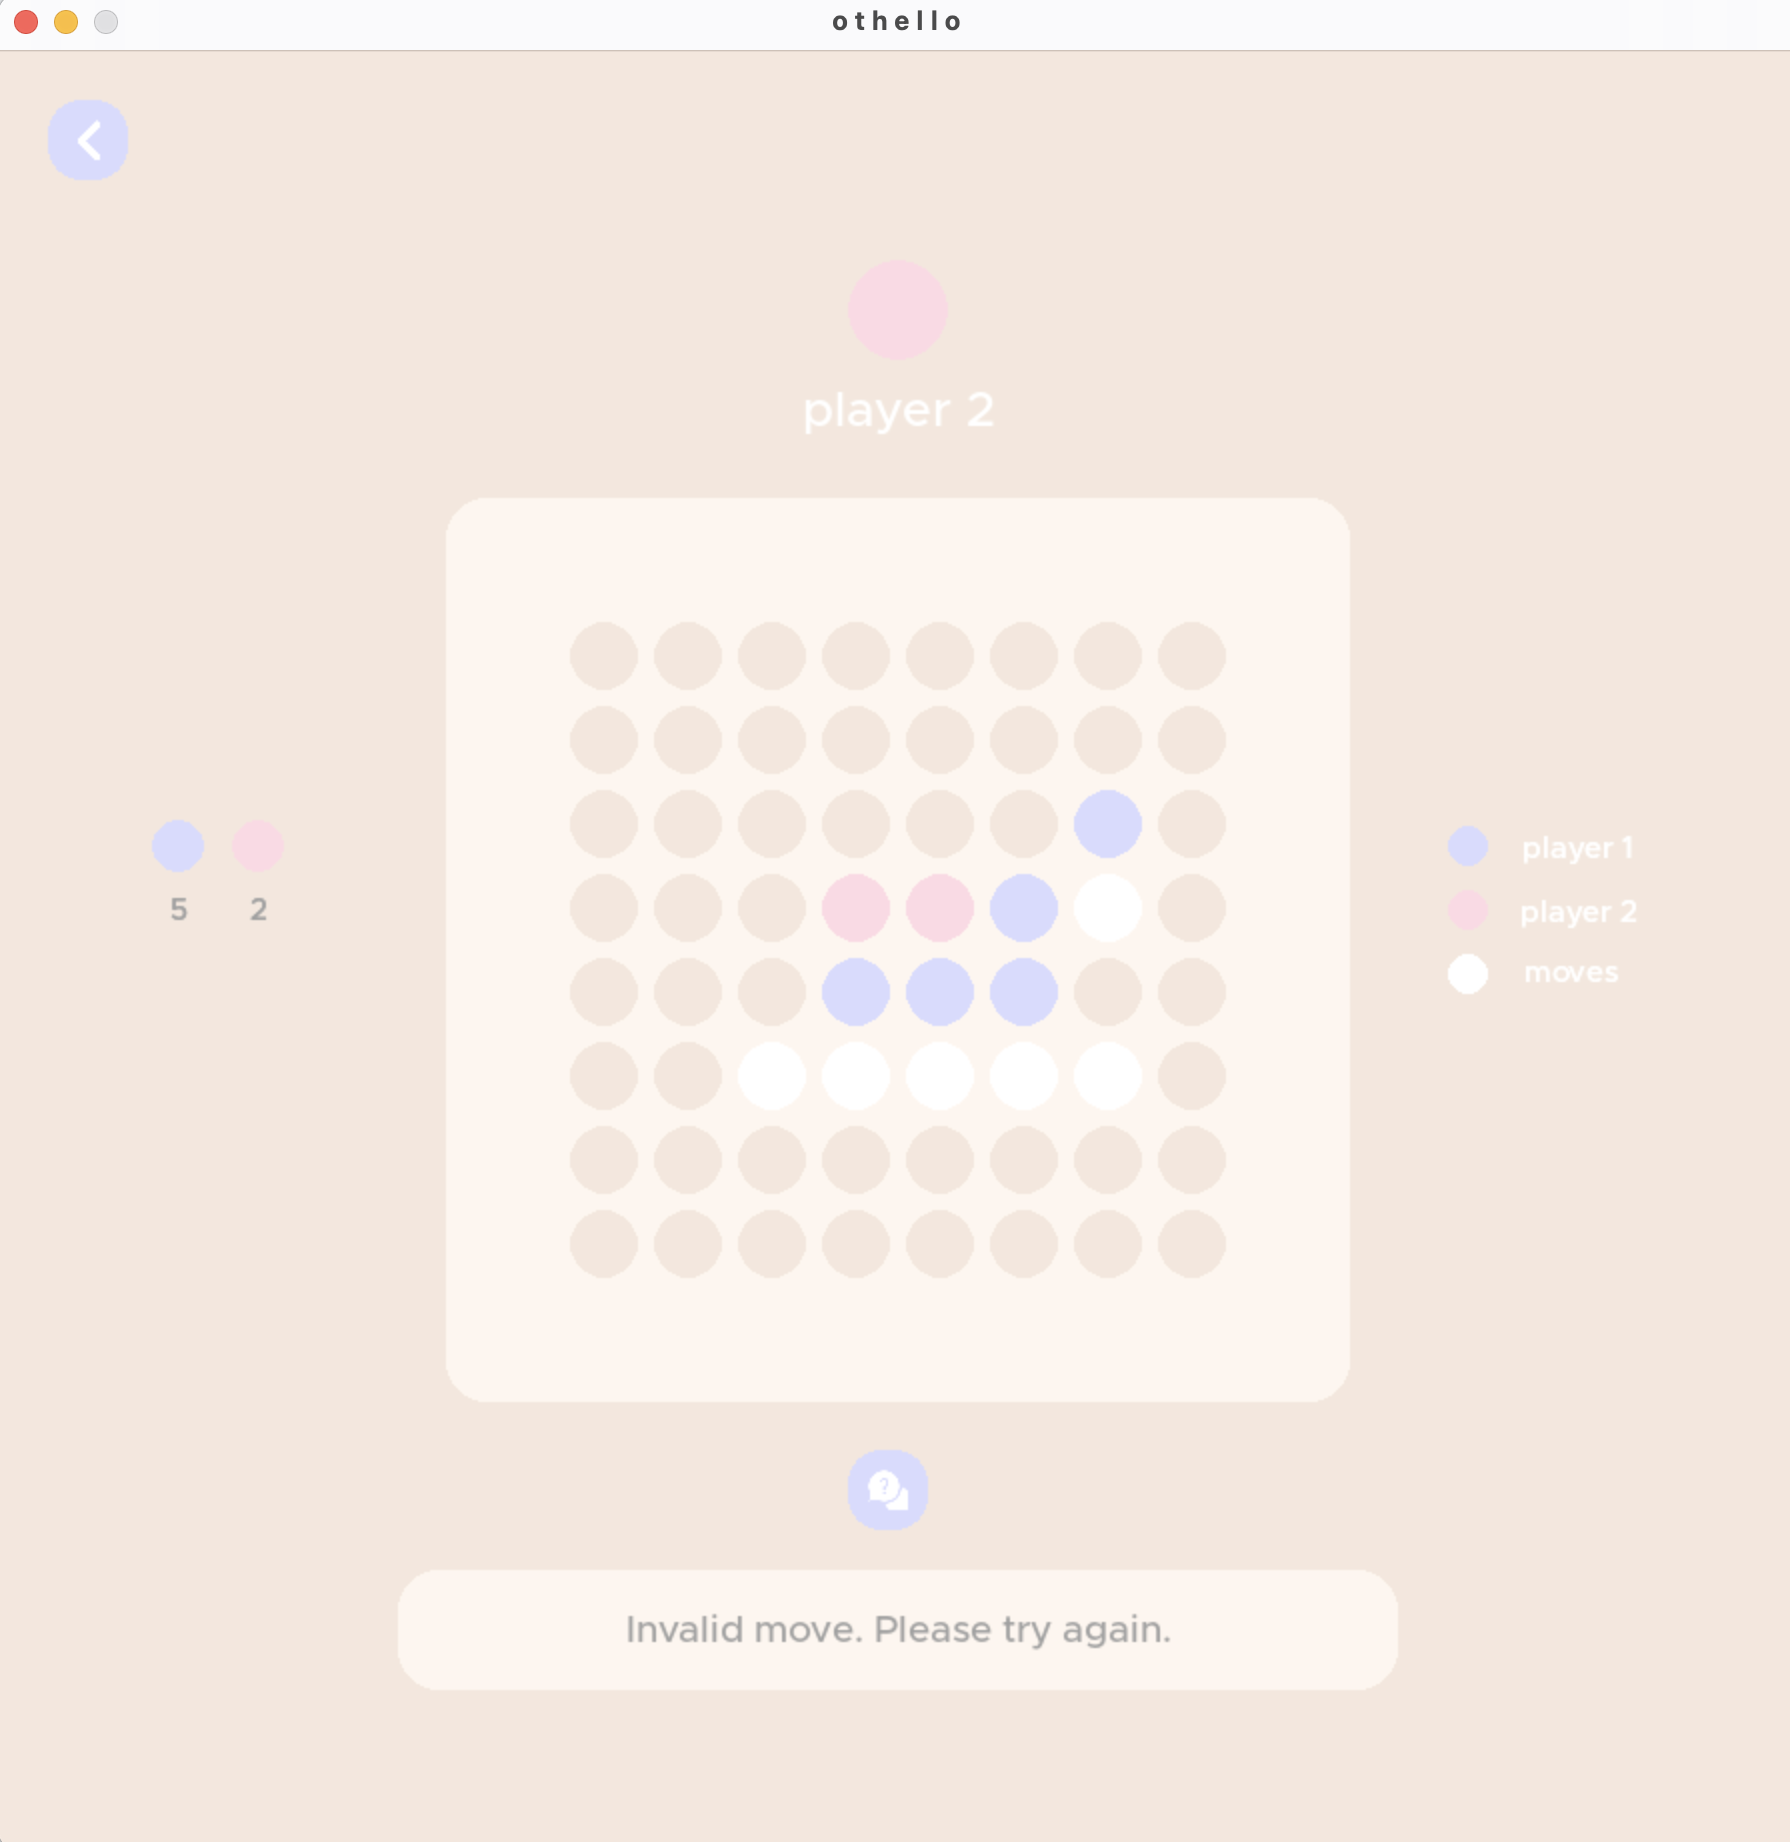 othello
player 2
5 2
player 1
player 2
moves
?
Invalid move. Please try again.